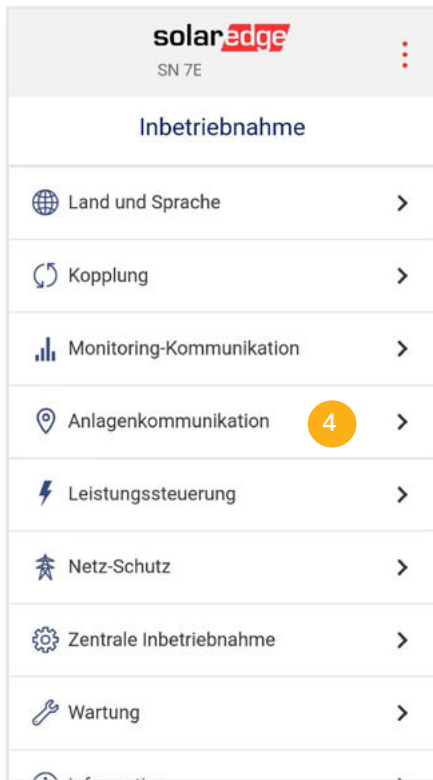 solaredge
SN 7E
Inbetriebnahme
Land und Sprache
Kopplung
Monitoring-Kommunikation
Anlagenkommunikation 4
Leistungssteuerung
Netz-Schutz
Zentrale Inbetriebnahme
Wartung